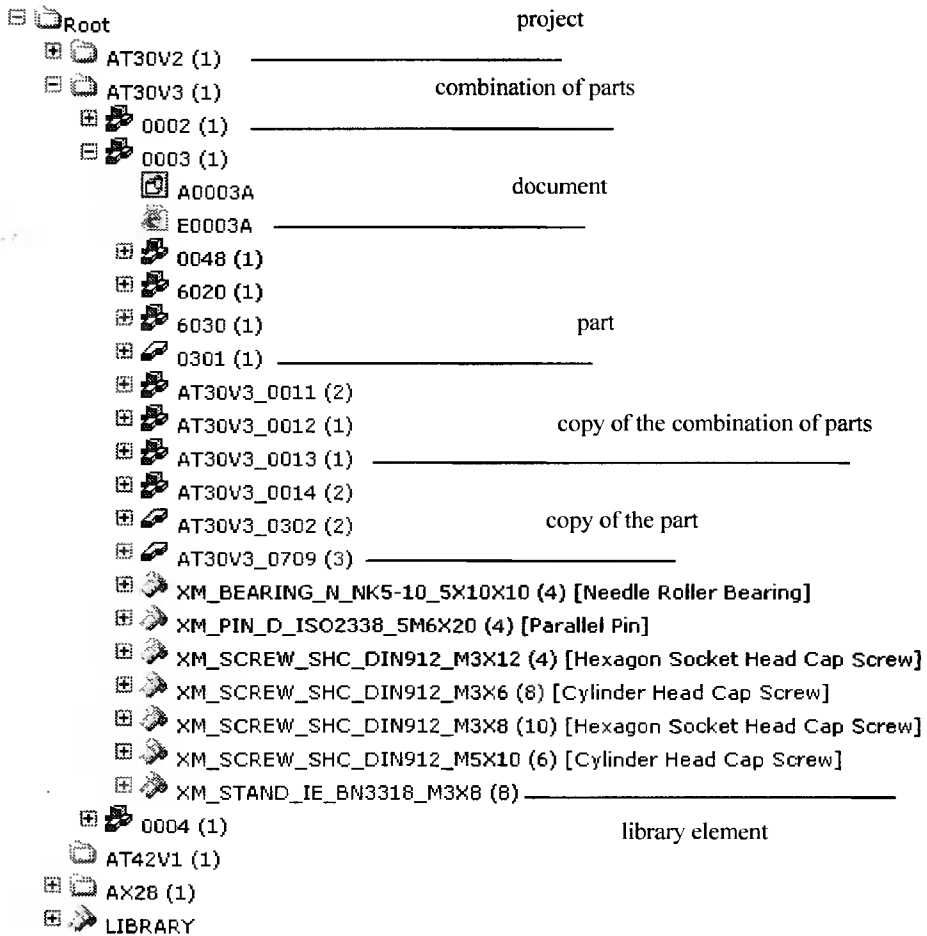 Root
project
AT30V2 (1)
AT30V3 (1)
combination of parts
0002 (1)
0003 (1)
A0003A
document
E0003A
0048 (1)
6020 (1)
6030 (1)
part
0301 (1)
AT30V3_0011 (2)
AT30V3_0012 (1)
copy of the combination of parts
AT30V3_0013 (1)
AT30V3_0014 (2)
AT30V3_0302 (2)
copy of the part
AT30V3_0709 (3)
XM_BEARING_N_NK5-10_5X10X10 (4) [Needle Roller Bearing]
XM_PIN_D_ISO2338_5M6X20 (4) [Parallel Pin]
XM_SCREW_SHC_DIN912_M3X12 (4) [Hexagon Socket Head Cap Screw]
XM_SCREW_SHC_DIN912_M3X6 (8) [Cylinder Head Cap Screw]
XM_SCREW_SHC_DIN912_M3X8 (10) [Hexagon Socket Head Cap Screw]
XM_SCREW_SHC_DIN912_M5X10 (6) [Cylinder Head Cap Screw]
XM_STAND_IE_BN3318_M3X8 (8)
0004 (1)
library element
AT42V1 (1)
AX28 (1)
LIBRARY